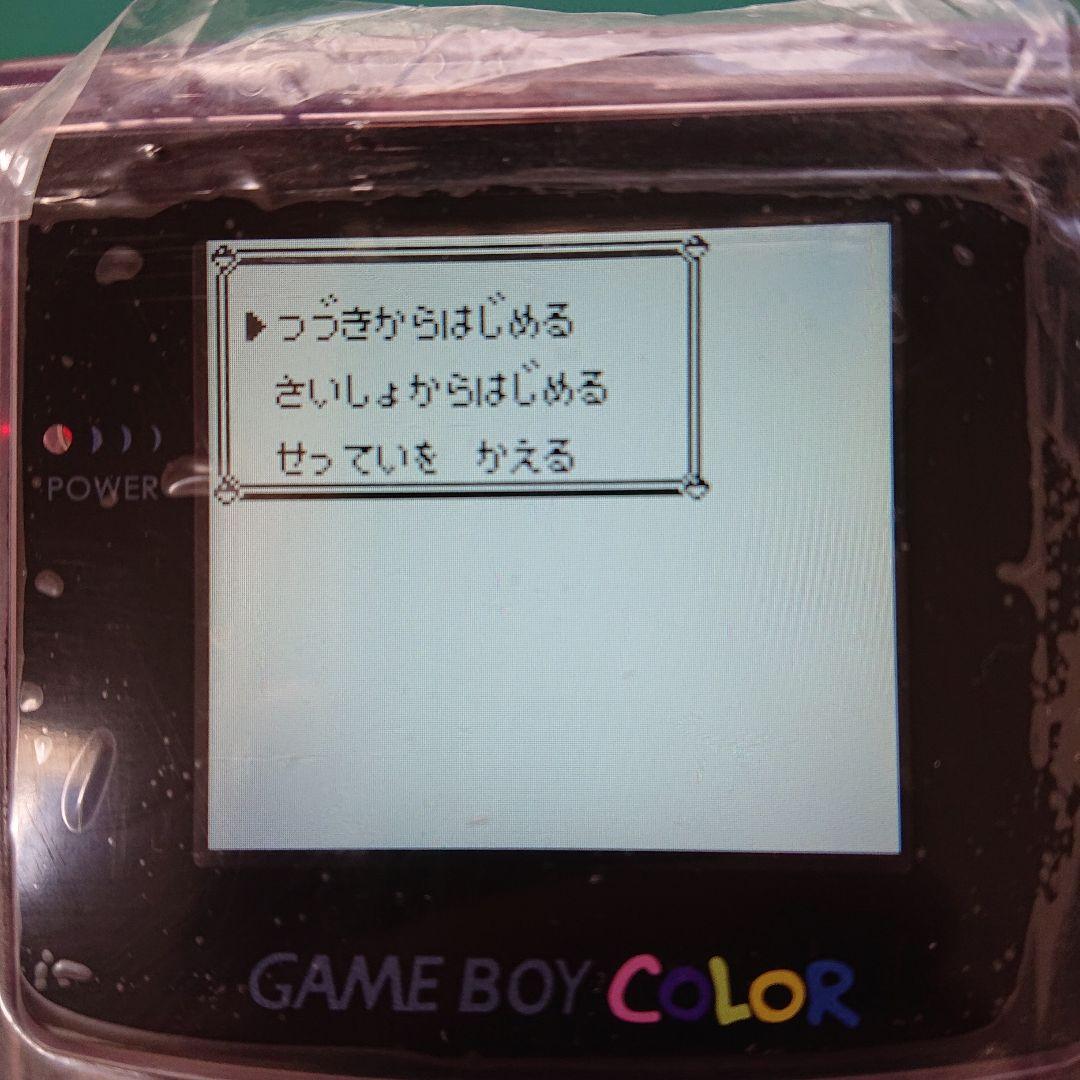 ▶つづきからはじめる
さいしょからはじめる
せっていを かえる
POWER
GAME BOY COLOR